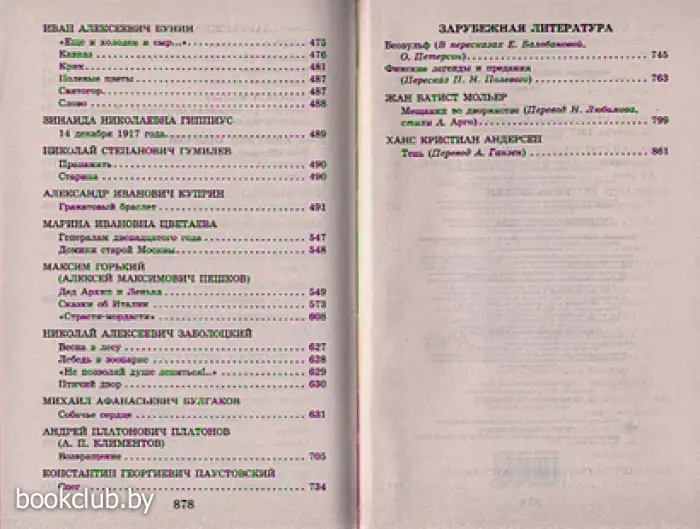 ИВАН АЛЕКСЕЕВИЧ БУНИН
«Еще и холоден и сыр...» 475
Кавказ 476
Крик 481
Полевые цветы 487
Святогор 487
Слово 488
ЗИНАИДА НИКОЛАЕВНА ГИППИУС
14 декабря 1917 года 489
НИКОЛАЙ СТЕПАНОВИЧ ГУМИЛЕВ
490
Старина 490
АЛЕКСАНДР ИВАНОВИЧ КУПРИН
Гранатовый браслет 491
МАРИНА ИВАНОВНА ЦВЕТАЕВА
Генералам двенадцатого года 547
Домики старой Москвы 548
МАКСИМ ГОРЬКИЙ
(АЛЕКСЕЙ МАКСИМОВИЧ ПЕШКОВ)
Дед Архип и Ленька 549
Сказки об Италии 573
«Страсти-мордасти» 608
НИКОЛАЙ АЛЕКСЕЕВИЧ ЗАБОЛОЦКИЙ
Весна в лесу 627
Лебедь в зоопарке 628
«Не позволяй душе лениться!..» 629
Птичий двор 630
МИХАИЛ АФАНАСЬЕВИЧ БУЛГАКОВ
Собачье сердце 631
АНДРЕЙ ПЛАТОНОВИЧ ПЛАТОНОВ
(А. П. КЛИМЕНТОВ)
Возвращение 705
КОНСТАНТИН ГЕОРГИЕВИЧ ПАУСТОВСКИЙ
Снег 734
878
ЗАРУБЕЖНАЯ ЛИТЕРАТУРА
Беовульф (В пересказах Е. Балобановой,
О. Петерсон) 745
Финские легенды и предания
(Пересказ П. Н. Полевого) 763
ЖАН БАТИСТ МОЛЬЕР
Мещанин во дворянстве (Перевод Н. Любимова,
стихи А. Арго) 799
ХАНС КРИСТИАН АНДЕРСЕН
Тень (Перевод А. Ганзен) 861
bookclub.by